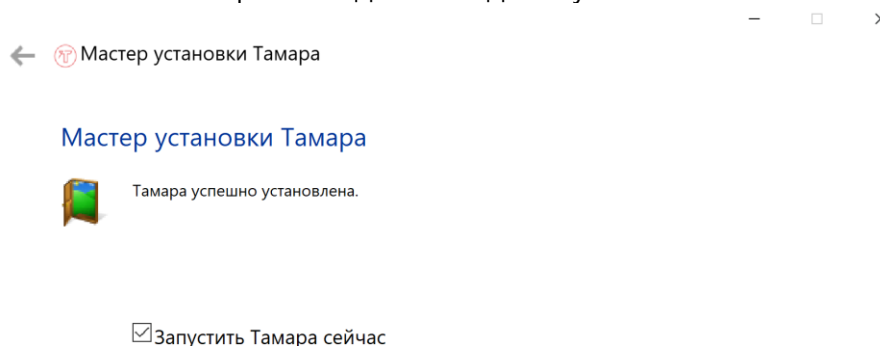 Мастер установки Тамара
Мастер установки Тамара
Тамара успешно установлена.
Запустить Тамара сейчас